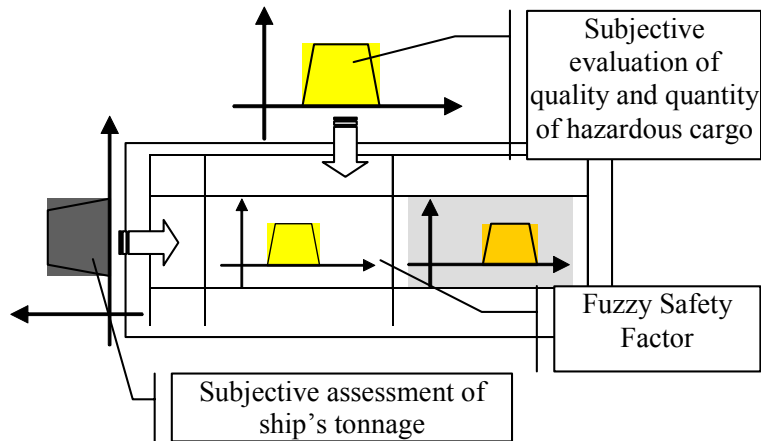 Subjective
evaluation of
quality and quantity
of hazardous cargo
Fuzzy Safety
Factor
Subjective assessment of
ship's tonnage